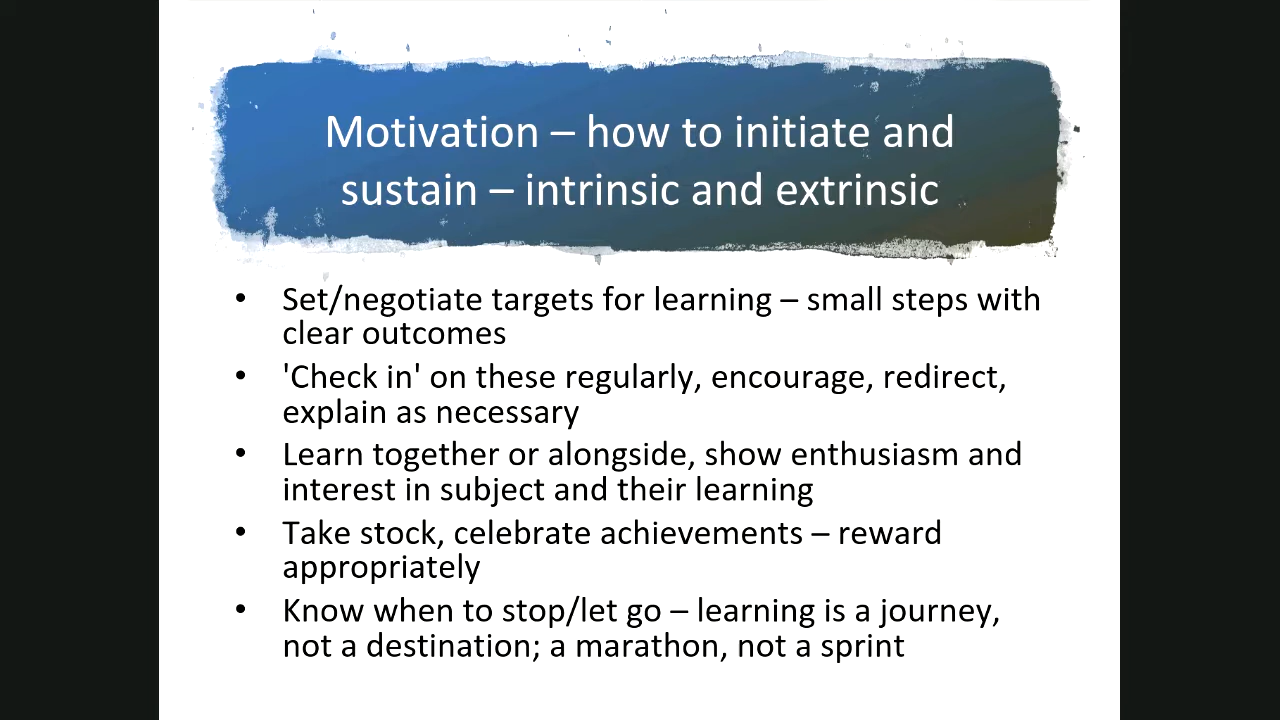 Motivation – how to initiate and
sustain – intrinsic and extrinsic
• Set/negotiate targets for learning – small steps with
clear outcomes
• 'Check in' on these regularly, encourage, redirect,
explain as necessary
• Learn together or alongside, show enthusiasm and
interest in subject and their learning
• Take stock, celebrate achievements – reward
appropriately
• Know when to stop/let go – learning is a journey,
not a destination; a marathon, not a sprint